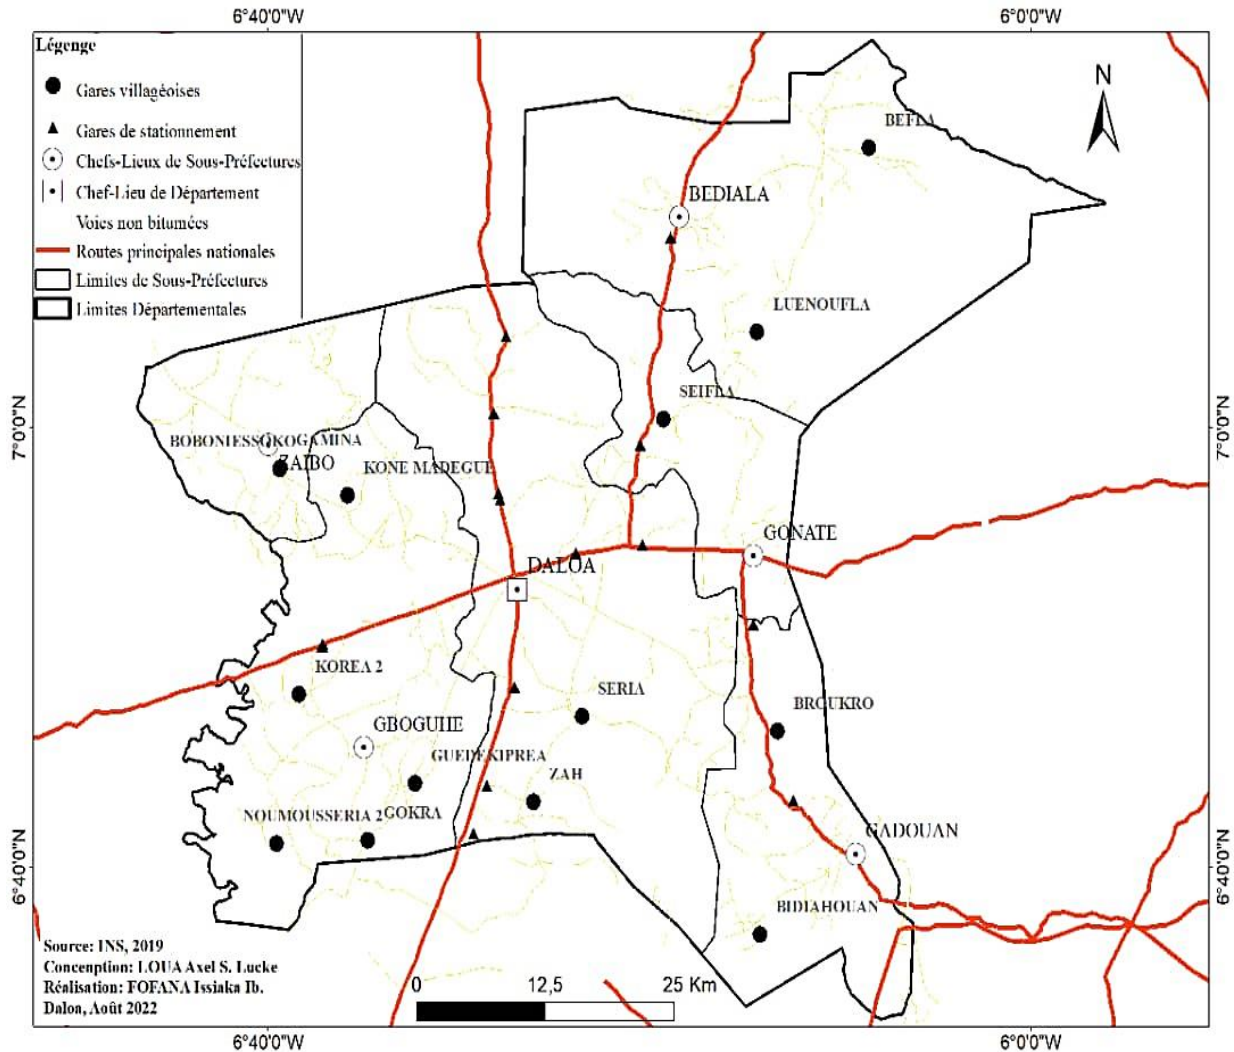 6°40'0"W
6°0'0"W
Légenge
Gares villageoises
Gares de stationnement
Chefs-Lieux de Sous-Préfectures
Chef-Lieu de Département
Voies non bitumées
Routes principales nationales
Limites de Sous-Préfectures
Limites Départementales
N
BEFLA
BEDIALA
LUENOUFLA
SEIFLA
7°0'0"N
7°0'0"N
BOBONIESSOKOGAMINA
ZAIBO
KONE MADEGUE
GONATE
DALOA
KOREA 2
SERIA
BROUKRO
GBOGUHE
GUEDEKIPREA
ZAH
NOUMOUSSERIA 2
GOKRA
GADOUAN
6°40'0"N
6°40'0"N
BIDIAHOUAN
Source: INS, 2019
Concenption: LOUA Axel S. Lucke
Réalisation: FOFANA Issiaka Ib.
Daloa, Août 2022
0 12,5 25 Km
6°40'0"W
6°0'0"W